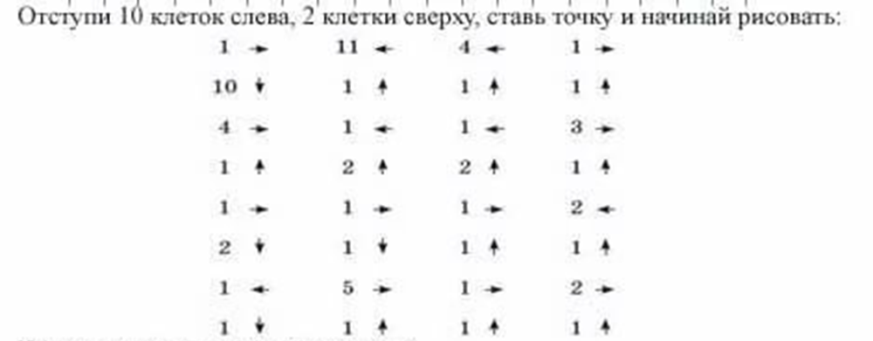 Отступи 10 клеток слева, 2 клетки сверху, ставь точку и начинай рисовать:
1 → 11 ← 4 ← 1 →
10 ↓ 1 ↑ 1 ↑ 1 ↑
4 → 1 ← 1 ← 3 →
1 ↑ 2 ↑ 2 ↑ 1 ↑
1 → 1 → 1 → 2 ←
2 ↓ 1 ↓ 1 ↑ 1 ↑
1 ← 5 → 1 → 2 →
1 ↓ 1 ↑ 1 ↑ 1 ↑